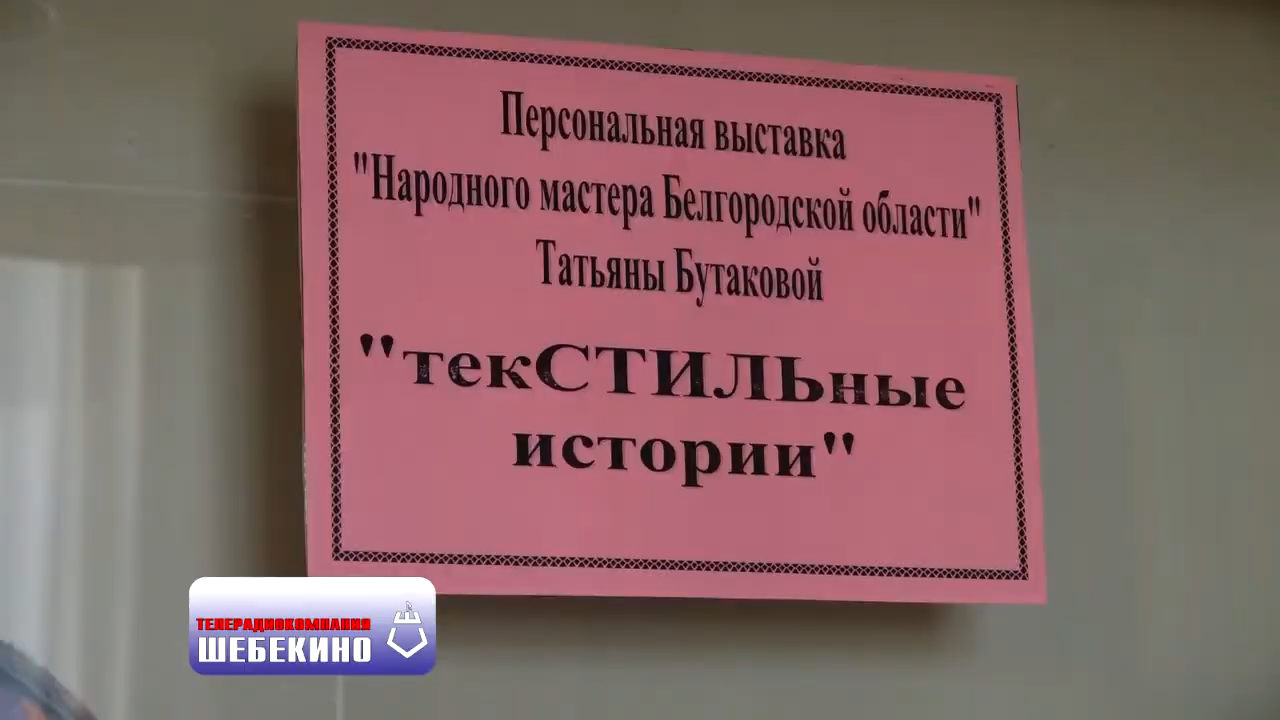 Персональная выставка
"Народного мастера Белгородской области"
Татьяны Бутаковой
"текСТИЛЬные
истории"
ТЕЛЕРАДИОКОМПАНИЯ
ШЕБЕКИНО